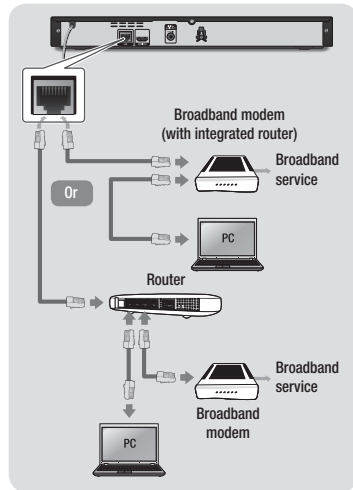 Broadband modem
(with integrated router)
Broadband
service
Or
PC
Router
Broadband
service
Broadband
modem
PC